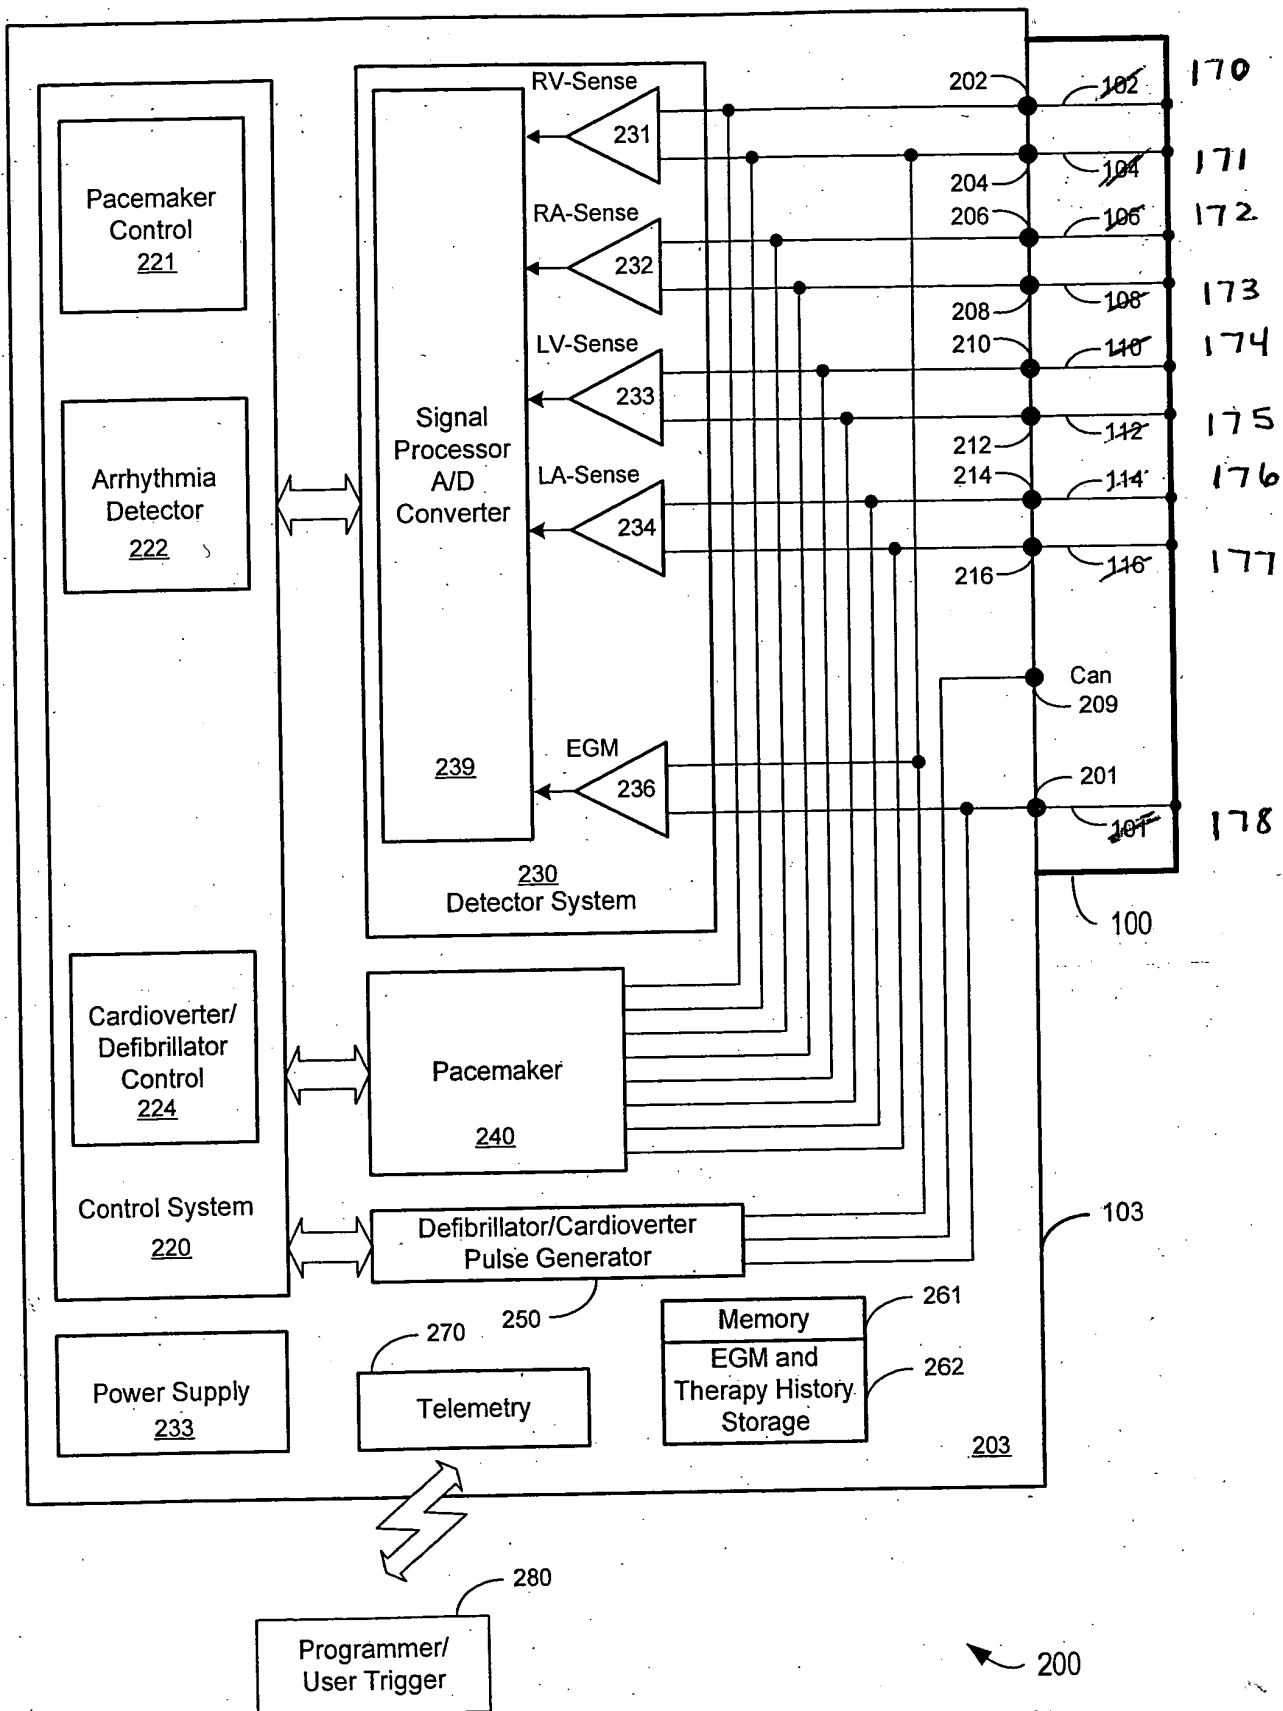 RV-Sense
202
102
170
231
204
104
171
Pacemaker
Control
221
RA-Sense
206
106
172
232
208
108
173
LV-Sense
210
110
174
233
212
112
175
Signal
Processor
A/D
Converter
Arrhythmia
Detector
222
LA-Sense
214
114
176
234
216
116
177
Can
209
EGM
239
236
201
101
178
230
Detector System
100
Cardioverter/
Defibrillator
Control
224
Pacemaker
240
Control System
220
Defibrillator/Cardioverter
Pulse Generator
103
250
261
Memory
270
EGM and
Therapy History
Storage
262
Power Supply
233
Telemetry
203
280
Programmer/
User Trigger
200